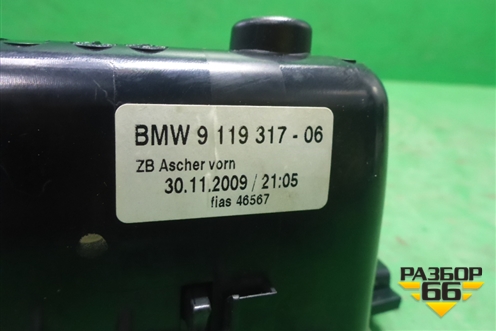 BMW 9 119 317 - 06
ZB Ascher vorn
30.11.2009 / 21:05
fias 46567
РАЗБОР
66